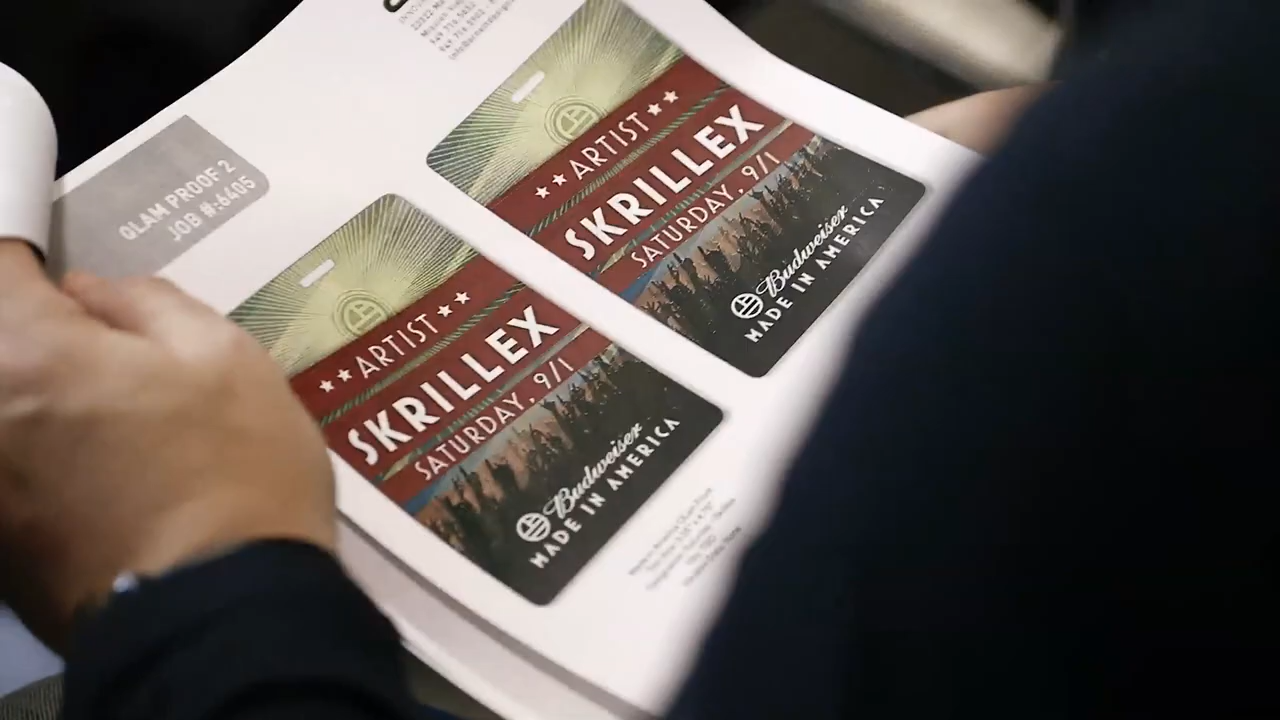 QLAM PROOF 2
JOB #:6405
★★ARTIST★★
SKRILLEX
SATURDAY, 9/1
Budweiser
MADE IN AMERICA
★★ARTIST★★
SKRILLEX
SATURDAY, 9/1
Budweiser
MADE IN AMERICA